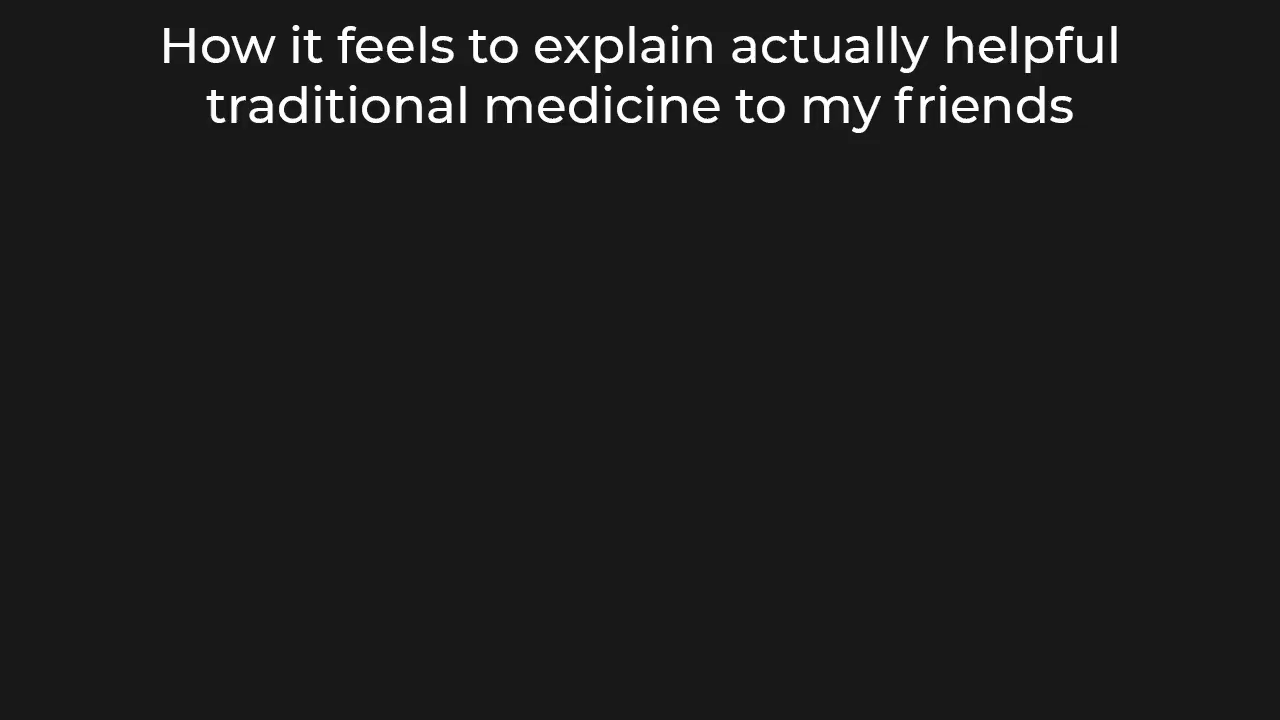 How it feels to explain actually helpful
traditional medicine to my friends